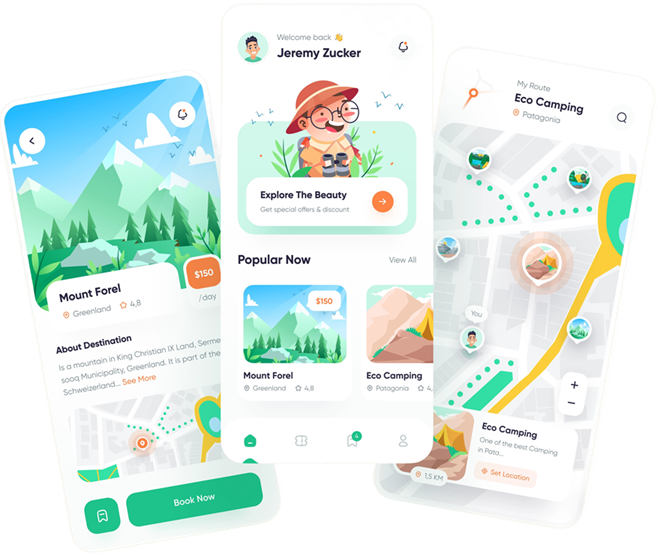 Mount Forel
Greenland 4,8
$150
/day
About Destination
Is a mountain in King Christian IX Land, Serme
sooq Municipality, Greenland. It is part of the
Schweizerland... See More
Book Now
Welcome back 👋
Jeremy Zucker
Explore The Beauty
Get special offers & discount
Popular Now
View All
$150
Mount Forel
Greenland 4,8
Eco Camping
Patagonia 4,
4
My Route
Eco Camping
Patagonia
You
+
−
Eco Camping
One of the best Camping
in Pata...
Set Location
1.5 KM